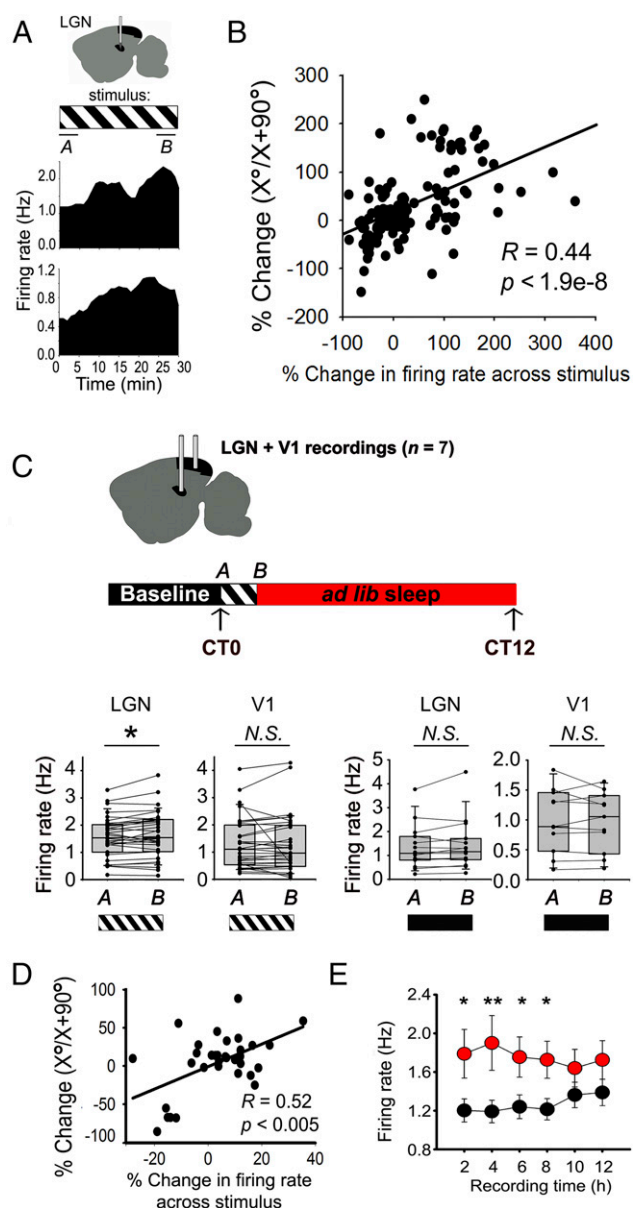 A
LGN
stimulus:
A B
Firing rate (Hz)
2.0
1.0
0.0
1.2
0.8
0.4
0.0
0 5 10 15 20 25 30
Time (min)
B
% Change (X°/X+90°)
300
200
100
0
-100
-200
R = 0.44
p < 1.9e-8
-100 0 100 200 300 400
% Change in firing rate across stimulus
C
LGN + V1 recordings (n = 7)
A B
Baseline ad lib sleep
CT0 CT12
LGN V1 LGN V1
* N.S. N.S. N.S.
Firing rate (Hz)
4
3
2
1
0
A B
4
3
2
1
0
A B
Firing rate (Hz)
5
4
3
2
1
0
A B
2.0
1.5
1.0
0.5
0.0
A B
D
% Change (X°/X+90°)
100
50
0
-50
-100
R = 0.52
p < 0.005
-20 0 20 40
% Change in firing rate
across stimulus
E
Firing rate (Hz)
2.4
2.0
1.6
1.2
0.8
* ** * *
2 4 6 8 10 12
Recording time (h)